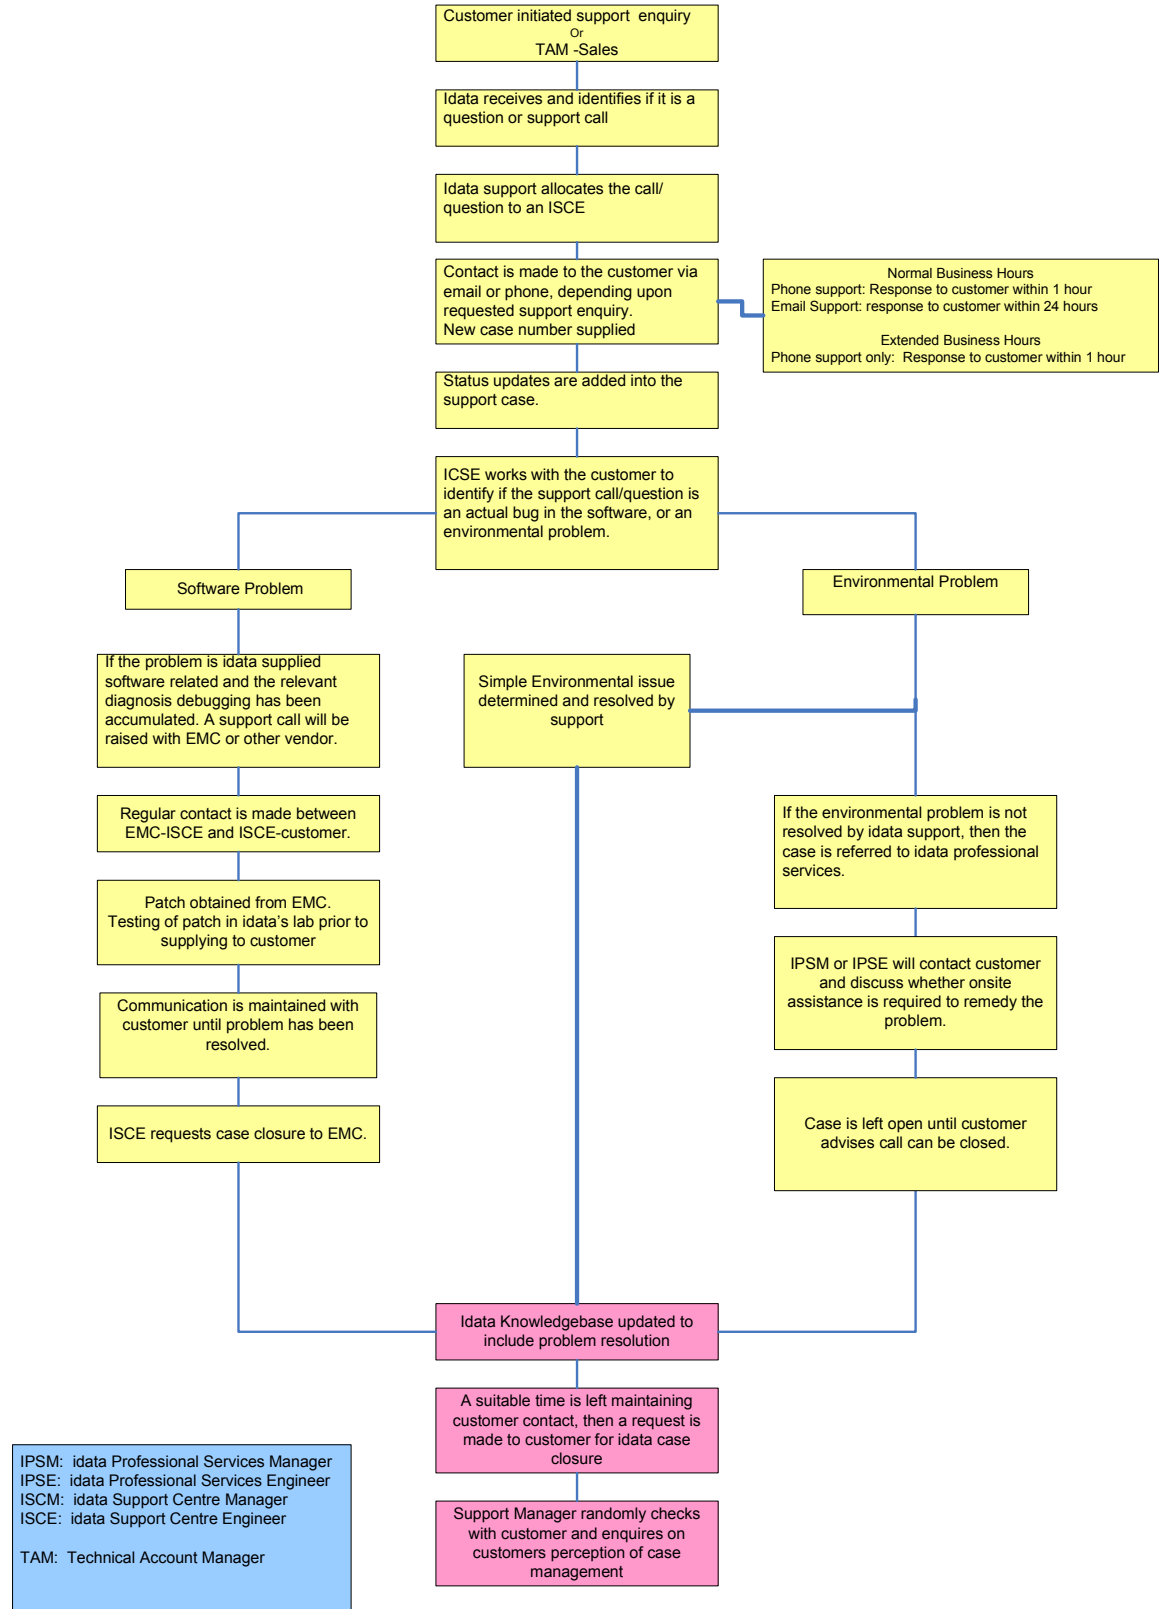 Customer initiated support  enquiry
Or
TAM -Sales
Idata receives and identifies if it is a
question or support call
Idata support allocates the call/
question to an ISCE
Contact is made to the customer via
email or phone, depending upon
requested support enquiry.
New case number supplied
Normal Business Hours
Phone support: Response to customer within 1 hour
Email Support: response to customer within 24 hours
Extended Business Hours
Phone support only:  Response to customer within 1 hour
Status updates are added into the
support case.
ICSE works with the customer to
identify if the support call/question is
an actual bug in the software, or an
environmental problem.
Software Problem
Environmental Problem
If the problem is idata supplied
software related and the relevant
diagnosis debugging has been
accumulated. A support call will be
raised with EMC or other vendor.
Simple Environmental issue
determined and resolved by
support
Regular contact is made between
EMC-ISCE and ISCE-customer.
If the environmental problem is not
resolved by idata support, then the
case is referred to idata professional
services.
Patch obtained from EMC.
Testing of patch in idata's lab prior to
supplying to customer
IPSM or IPSE will contact customer
and discuss whether onsite
assistance is required to remedy the
problem.
Communication is maintained with
customer until problem has been
resolved.
ISCE requests case closure to EMC.
Case is left open until customer
advises call can be closed.
Idata Knowledgebase updated to
include problem resolution
A suitable time is left maintaining
customer contact, then a request is
made to customer for idata case
closure
Support Manager randomly checks
with customer and enquires on
customers perception of case
management
IPSM:  idata Professional Services Manager
IPSE:  idata Professional Services Engineer
ISCM:  idata Support Centre Manager
ISCE:  idata Support Centre Engineer
TAM:  Technical Account Manager